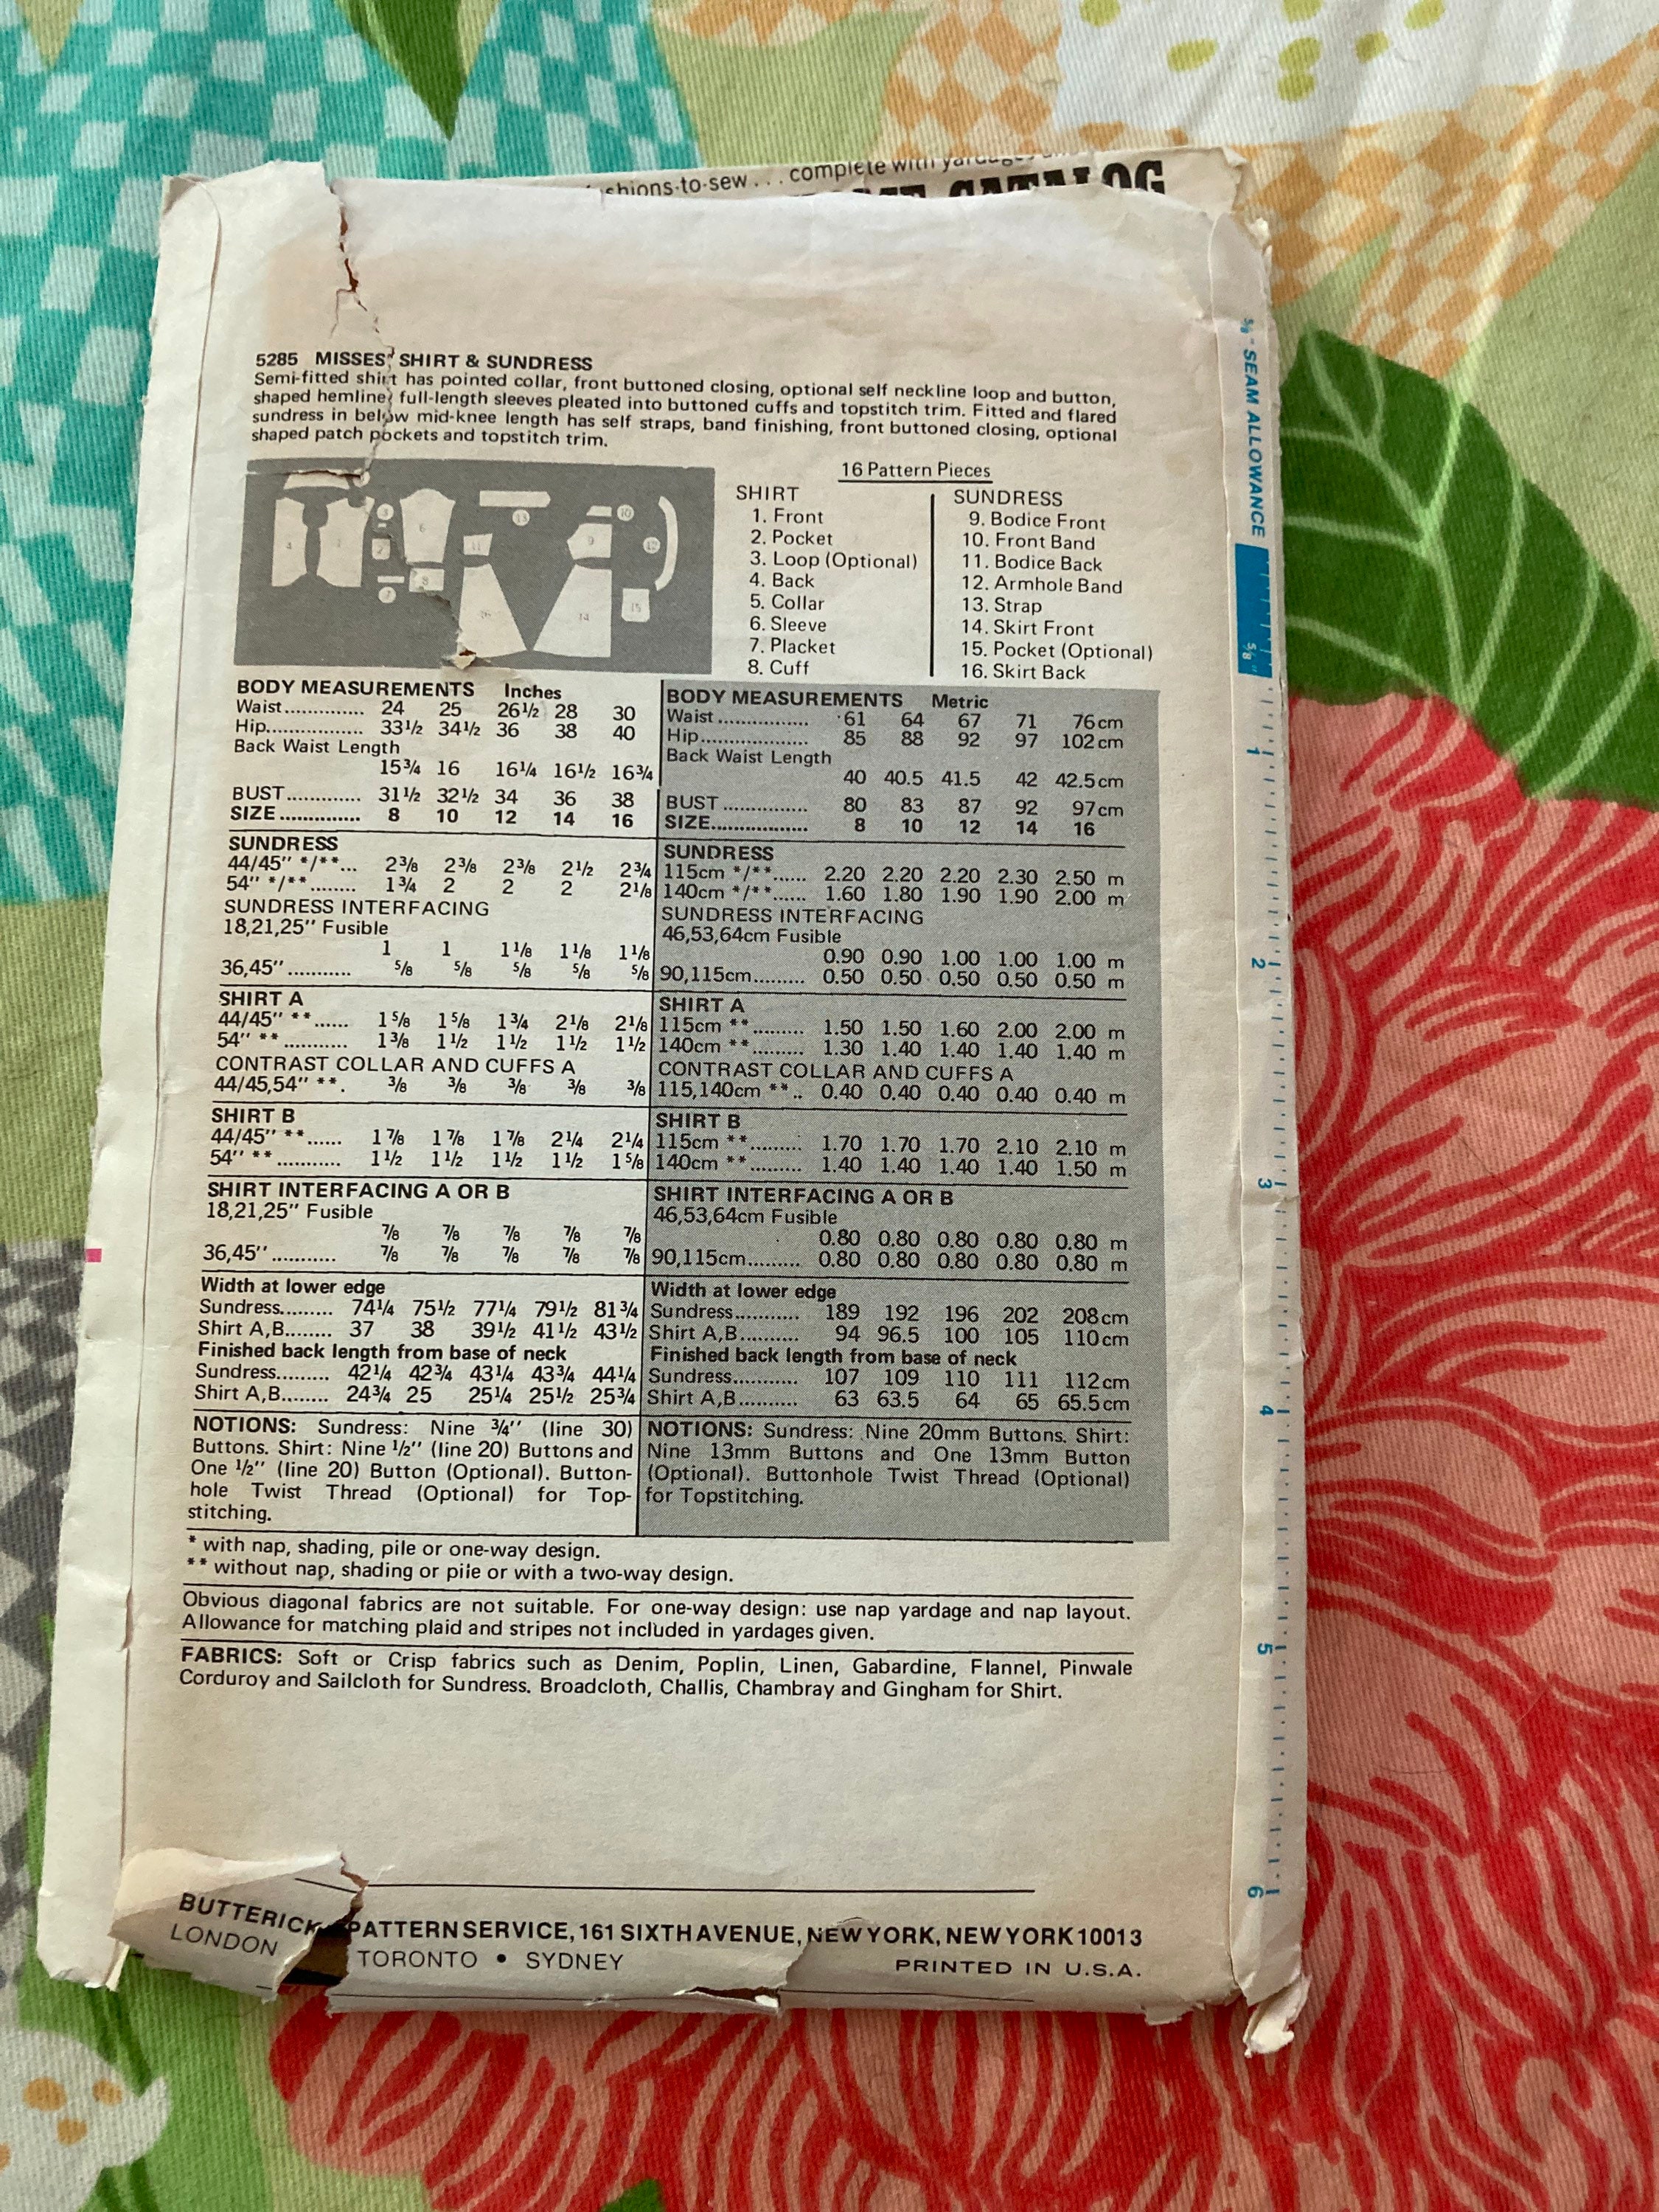 shions-to-sew . . . complete with
CATALOG
5285 MISSES' SHIRT & SUNDRESS
Semi-fitted shirt has pointed collar, front buttoned closing, optional self neckline loop and button,
shaped hemline, full-length sleeves pleated into buttoned cuffs and topstitch trim. Fitted and flared
sundress in below mid-knee length has self straps, band finishing, front buttoned closing, optional
shaped patch pockets and topstitch trim.
16 Pattern Pieces
SHIRT
1. Front
2. Pocket
3. Loop (Optional)
4. Back
5. Collar
6. Sleeve
7. Placket
8. Cuff
SUNDRESS
9. Bodice Front
10. Front Band
11. Bodice Back
12. Armhole Band
13. Strap
14. Skirt Front
15. Pocket (Optional)
16. Skirt Back
BODY MEASUREMENTS Inches
Waist.............. 24 25 26½ 28 30
Hip................. 33½ 34½ 36 38 40
Back Waist Length
15¾ 16 16¼ 16½ 16¾
BUST............. 31½ 32½ 34 36 38
SIZE .............. 8 10 12 14 16
SUNDRESS
44/45" */**... 2⅜ 2⅜ 2⅜ 2½ 2¾
54" */**........ 1¾ 2 2 2 2⅛
SUNDRESS INTERFACING
18,21,25" Fusible
1 1 1⅛ 1⅛ 1⅛
36,45" ........... ⅝ ⅝ ⅝ ⅝ ⅝
SHIRT A
44/45" **...... 1⅝ 1⅝ 1¾ 2⅛ 2⅛
54" ** ........... 1⅜ 1½ 1½ 1½ 1½
CONTRAST COLLAR AND CUFFS A
44/45,54" **. ⅜ ⅜ ⅜ ⅜ ⅜
SHIRT B
44/45" **...... 1⅞ 1⅞ 1⅞ 2¼ 2¼
54" ** ........... 1½ 1½ 1½ 1½ 1⅝
SHIRT INTERFACING A OR B
18,21,25" Fusible
⅞ ⅞ ⅞ ⅞ ⅞
36,45" ........... ⅞ ⅞ ⅞ ⅞ ⅞
Width at lower edge
Sundress......... 74¼ 75½ 77¼ 79½ 81¾
Shirt A,B........ 37 38 39½ 41½ 43½
Finished back length from base of neck
Sundress......... 42¼ 42¾ 43¼ 43¾ 44¼
Shirt A,B........ 24¾ 25 25¼ 25½ 25¾
NOTIONS: Sundress: Nine ¾" (line 30)
Buttons. Shirt: Nine ½" (line 20) Buttons and
One ½" (line 20) Button (Optional). Button-
hole Twist Thread (Optional) for Top-
stitching.
BODY MEASUREMENTS Metric
Waist ................ 61 64 67 71 76 cm
Hip................... 85 88 92 97 102 cm
Back Waist Length
40 40.5 41.5 42 42.5 cm
BUST ............... 80 83 87 92 97 cm
SIZE.................. 8 10 12 14 16
SUNDRESS
115cm */**...... 2.20 2.20 2.20 2.30 2.50 m
140cm */**...... 1.60 1.80 1.90 1.90 2.00 m
SUNDRESS INTERFACING
46,53,64cm Fusible
0.90 0.90 1.00 1.00 1.00 m
90,115cm......... 0.50 0.50 0.50 0.50 0.50 m
SHIRT A
115cm **......... 1.50 1.50 1.60 2.00 2.00 m
140cm **......... 1.30 1.40 1.40 1.40 1.40 m
CONTRAST COLLAR AND CUFFS A
115,140cm **.. 0.40 0.40 0.40 0.40 0.40 m
SHIRT B
115cm **......... 1.70 1.70 1.70 2.10 2.10 m
140cm **......... 1.40 1.40 1.40 1.40 1.50 m
SHIRT INTERFACING A OR B
46,53,64cm Fusible
0.80 0.80 0.80 0.80 0.80 m
90,115cm......... 0.80 0.80 0.80 0.80 0.80 m
Width at lower edge
Sundress........... 189 192 196 202 208 cm
Shirt A,B.......... 94 96.5 100 105 110 cm
Finished back length from base of neck
Sundress........... 107 109 110 111 112 cm
Shirt A,B.......... 63 63.5 64 65 65.5 cm
NOTIONS: Sundress: Nine 20mm Buttons. Shirt:
Nine 13mm Buttons and One 13mm Button
(Optional). Buttonhole Twist Thread (Optional)
for Topstitching.
* with nap, shading, pile or one-way design.
** without nap, shading or pile or with a two-way design.
Obvious diagonal fabrics are not suitable. For one-way design: use nap yardage and nap layout.
Allowance for matching plaid and stripes not included in yardages given.
FABRICS: Soft or Crisp fabrics such as Denim, Poplin, Linen, Gabardine, Flannel, Pinwale
Corduroy and Sailcloth for Sundress. Broadcloth, Challis, Chambray and Gingham for Shirt.
BUTTERICK PATTERN SERVICE, 161 SIXTH AVENUE, NEW YORK, NEW YORK 10013
LONDON TORONTO • SYDNEY PRINTED IN U.S.A.
⅝" SEAM ALLOWANCE
⅝"
1
2
3
4
5
6